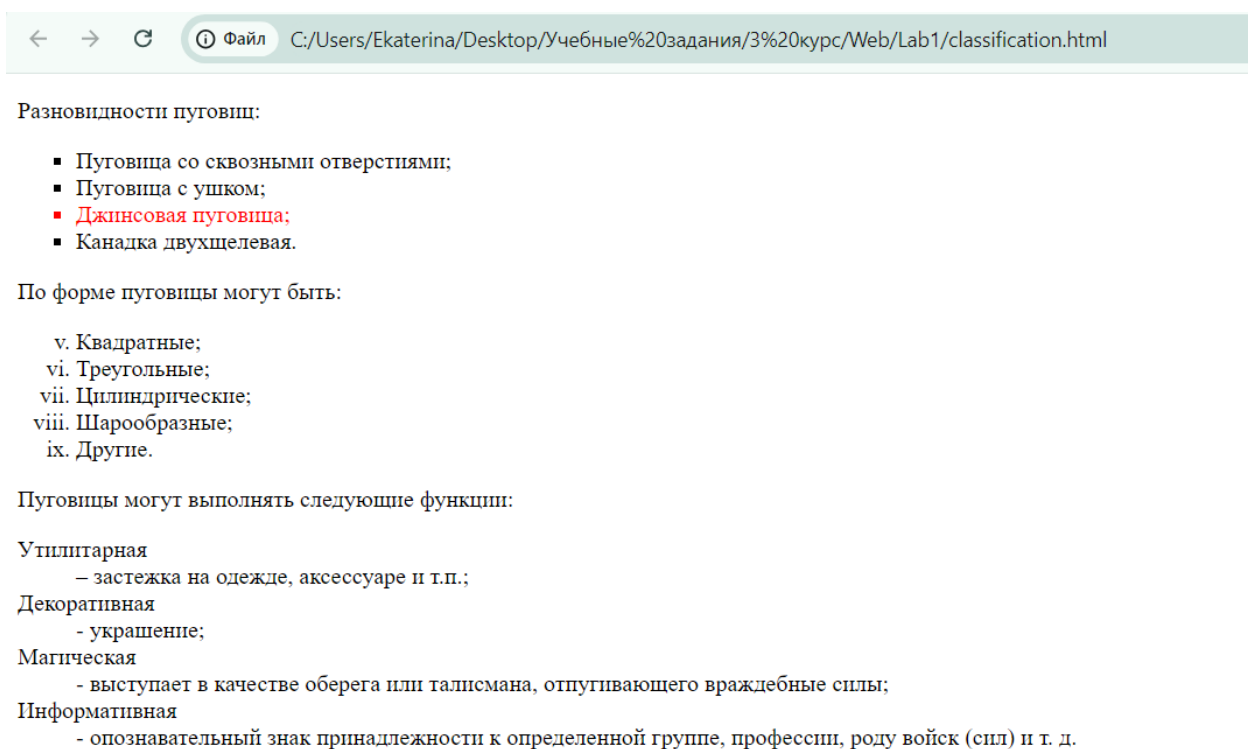 Файл C:/Users/Ekaterina/Desktop/Учебные%20задания/3%20курс/Web/Lab1/classification.html
Разновидности пуговиц:
Пуговица со сквозными отверстиями;
Пуговица с ушком;
Джинсовая пуговица;
Канадка двухщелевая.
По форме пуговицы могут быть:
v. Квадратные;
vi. Треугольные;
vii. Цилиндрические;
viii. Шарообразные;
ix. Другие.
Пуговицы могут выполнять следующие функции:
Утилитарная
– застежка на одежде, аксессуаре и т.п.;
Декоративная
- украшение;
Магическая
- выступает в качестве оберега или талисмана, отпугивающего враждебные силы;
Информативная
- опознавательный знак принадлежности к определенной группе, профессии, роду войск (сил) и т. д.